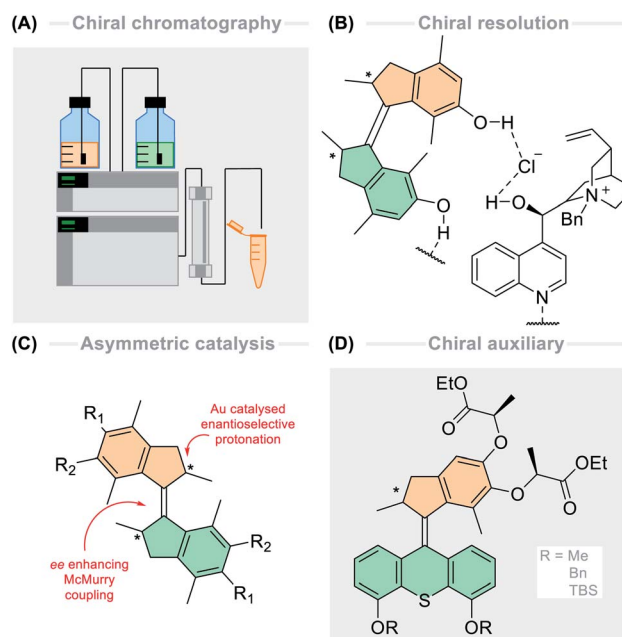 (A) Chiral chromatography
(B) Chiral resolution
*
O-H
Cl−
*
H-O
N
+
Bn
O
H
N
(C) Asymmetric catalysis
R1
R2
Au catalysed
enantioselective
protonation
*
*
R2
R1
ee enhancing
McMurry
coupling
(D) Chiral auxiliary
EtO
O
O
*
O
OEt
O
S
OR
OR
R = Me
Bn
TBS